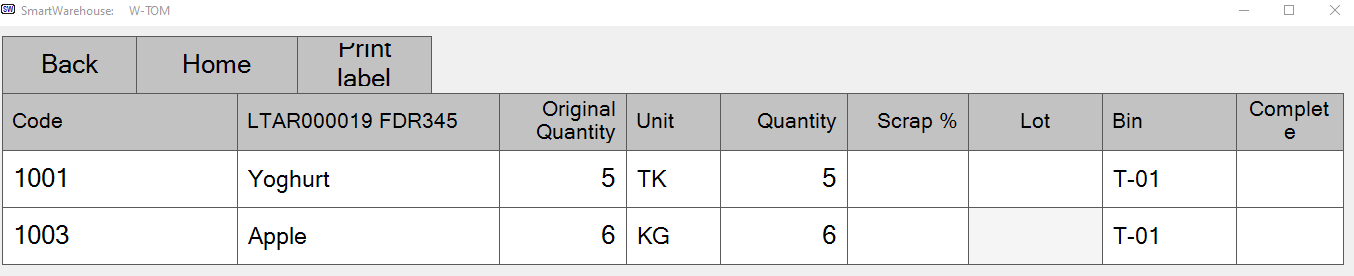 SW SmartWarehouse: W-TOM
Back Home Print label
Code LTAR000019 FDR345 Original Quantity Unit Quantity Scrap % Lot Bin Complete
1001 Yoghurt 5 TK 5 T-01
1003 Apple 6 KG 6 T-01